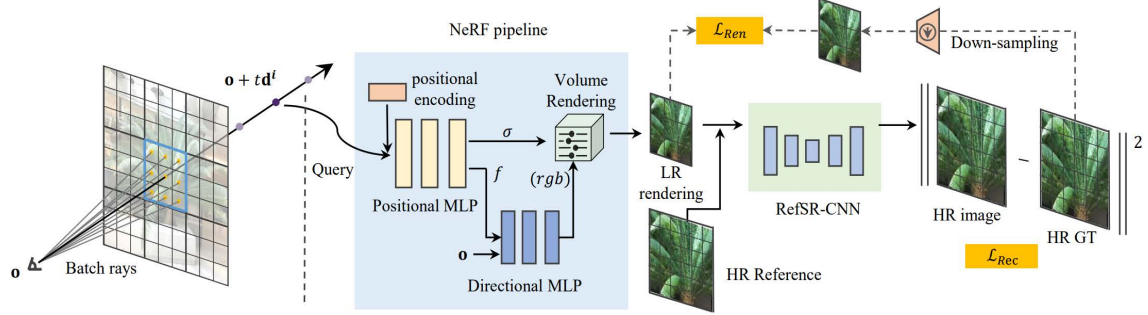 NeRF pipeline
o + td^i
positional
encoding
Volume
Rendering
σ
Query
f
(rgb)
Positional MLP
o
Directional MLP
o
Batch rays
LR
rendering
HR Reference
ℒ_Ren
Down-sampling
RefSR-CNN
HR image
−
HR GT
2
ℒ_Rec